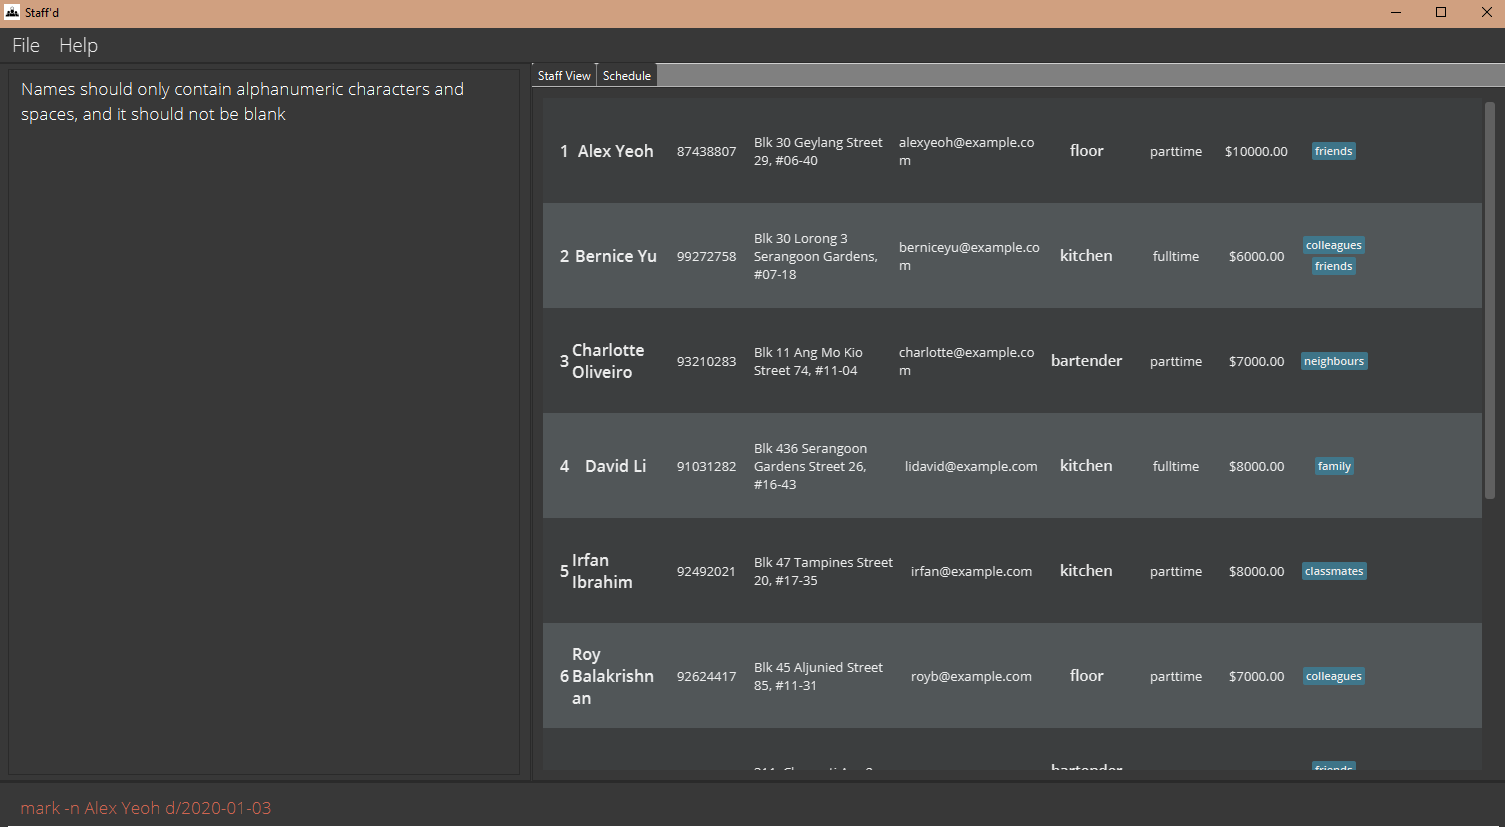 Staff'd
File Help
Names should only contain alphanumeric characters and
spaces, and it should not be blank
Staff View Schedule
1 Alex Yeoh 87438807 Blk 30 Geylang Street
29, #06-40 alexyeoh@example.co
m floor parttime $10000.00 friends
2 Bernice Yu 99272758 Blk 30 Lorong 3
Serangoon Gardens,
#07-18 berniceyu@example.co
m kitchen fulltime $6000.00 colleagues
friends
3 Charlotte
Oliveiro 93210283 Blk 11 Ang Mo Kio
Street 74, #11-04 charlotte@example.co
m bartender parttime $7000.00 neighbours
4 David Li 91031282 Blk 436 Serangoon
Gardens Street 26,
#16-43 lidavid@example.com kitchen fulltime $8000.00 family
5 Irfan
Ibrahim 92492021 Blk 47 Tampines Street
20, #17-35 irfan@example.com kitchen parttime $8000.00 classmates
6 Roy
Balakrishn
an 92624417 Blk 45 Aljunied Street
85, #11-31 royb@example.com floor parttime $7000.00 colleagues
bartender friends
mark -n Alex Yeoh d/2020-01-03